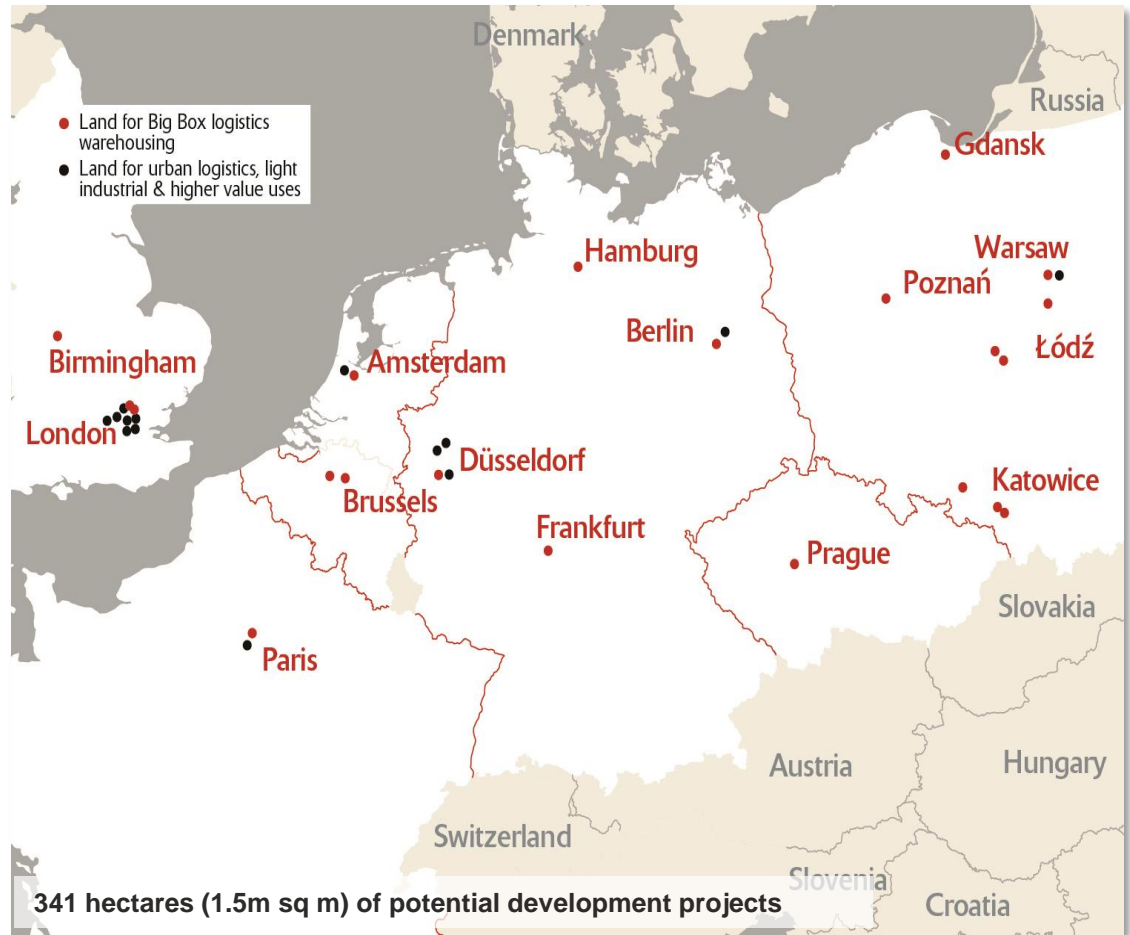 Denmark
Russia
● Land for Big Box logistics
warehousing
● Land for urban logistics, light
industrial & higher value uses
Gdansk
Hamburg
Warsaw
Poznań
Berlin
Łódź
Birmingham
Amsterdam
London
Düsseldorf
Brussels
Katowice
Frankfurt
Prague
Slovakia
Paris
Austria
Hungary
Switzerland
Slovenia
Croatia
341 hectares (1.5m sq m) of potential development projects